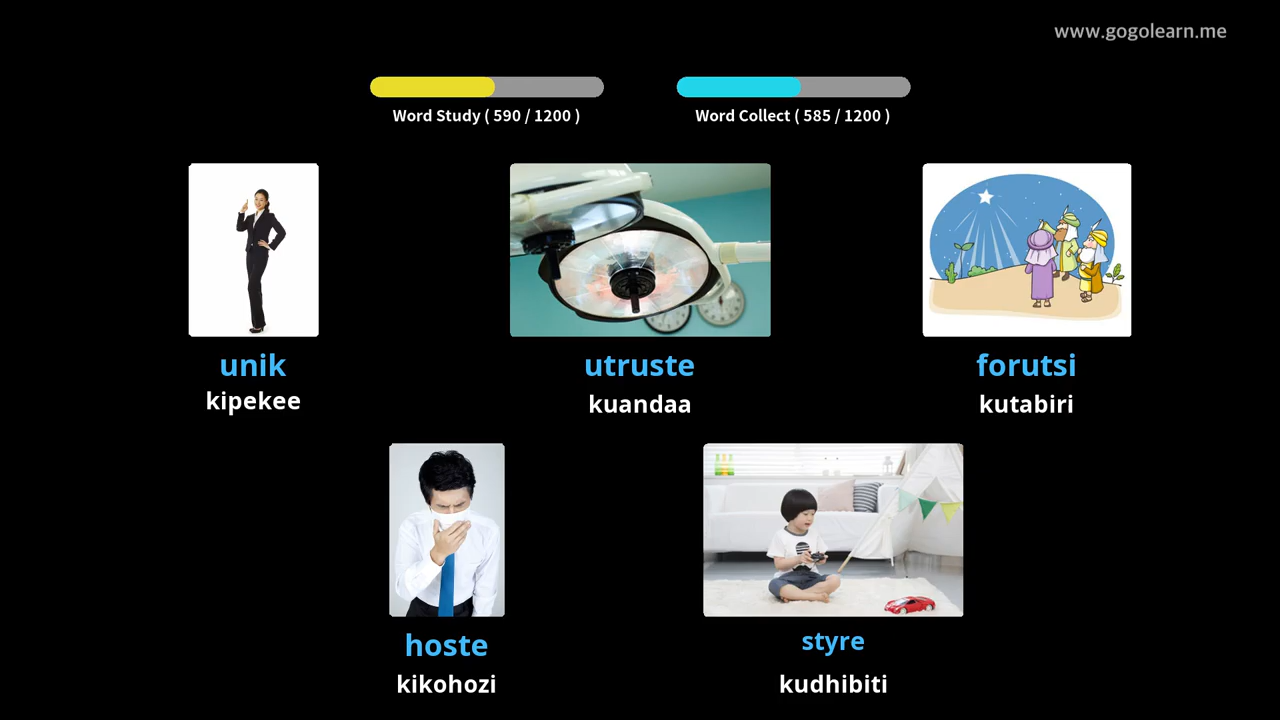 www.gogolearn.me
Word Study ( 590 / 1200 )
Word Collect ( 585 / 1200 )
unik
kipekee
utruste
kuandaa
forutsi
kutabiri
hoste
kikohozi
styre
kudhibiti